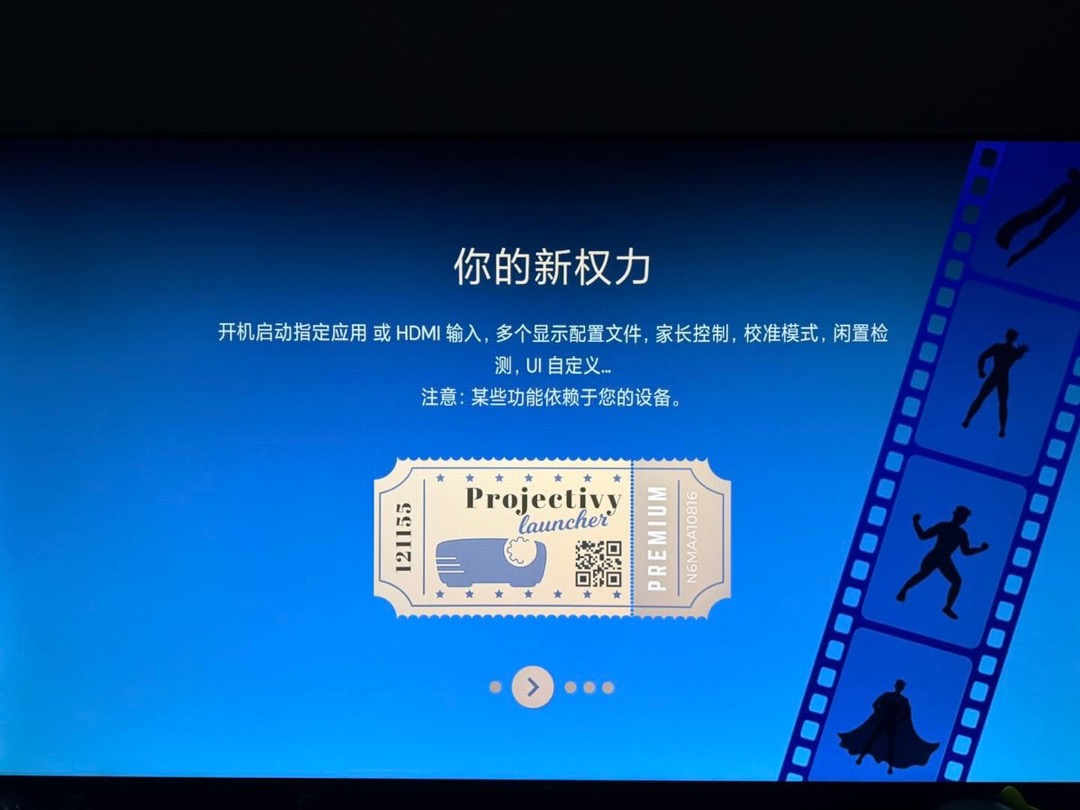 你的新权力
开机启动指定应用 或 HDMI 输入, 多个显示配置文件, 家长控制, 校准模式, 闲置检
测, UI 自定义...
注意: 某些功能依赖于您的设备。
121155
Projectivy
launcher
PREMIUM
N6MAA10816